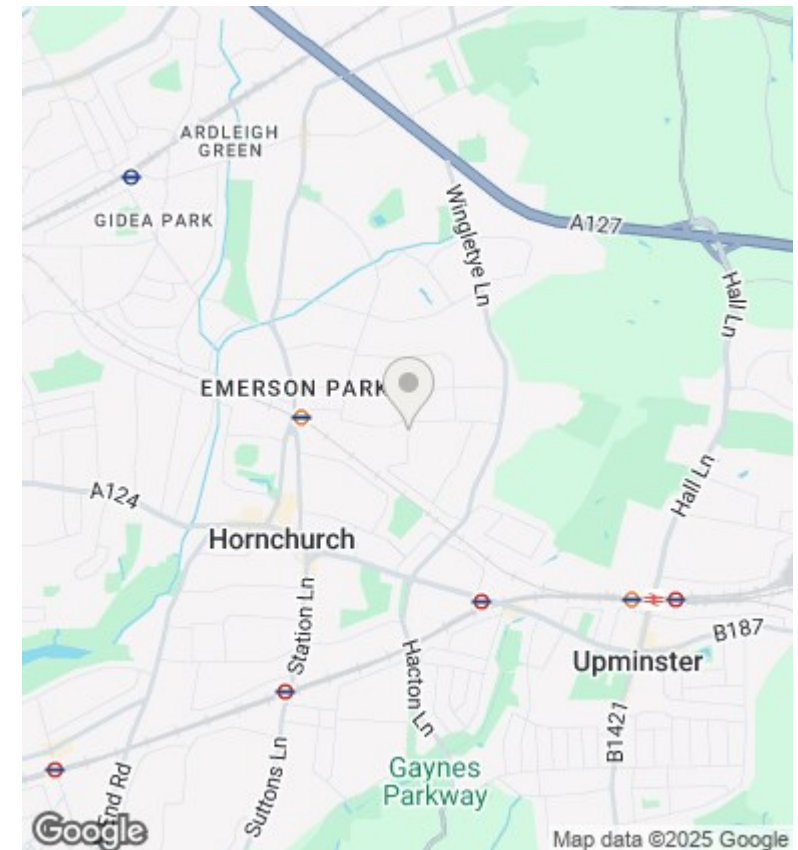 ARDLEIGH
GREEN
GIDEA PARK
Wingletye Ln
A127
Hall Ln
EMERSON PARK
A124
Hall Ln
Hornchurch
Station Ln
B187
Upminster
Hacton Ln
B1421
Gaynes
Parkway
Suttons Ln
End Rd
Google
Map data ©2025 Google